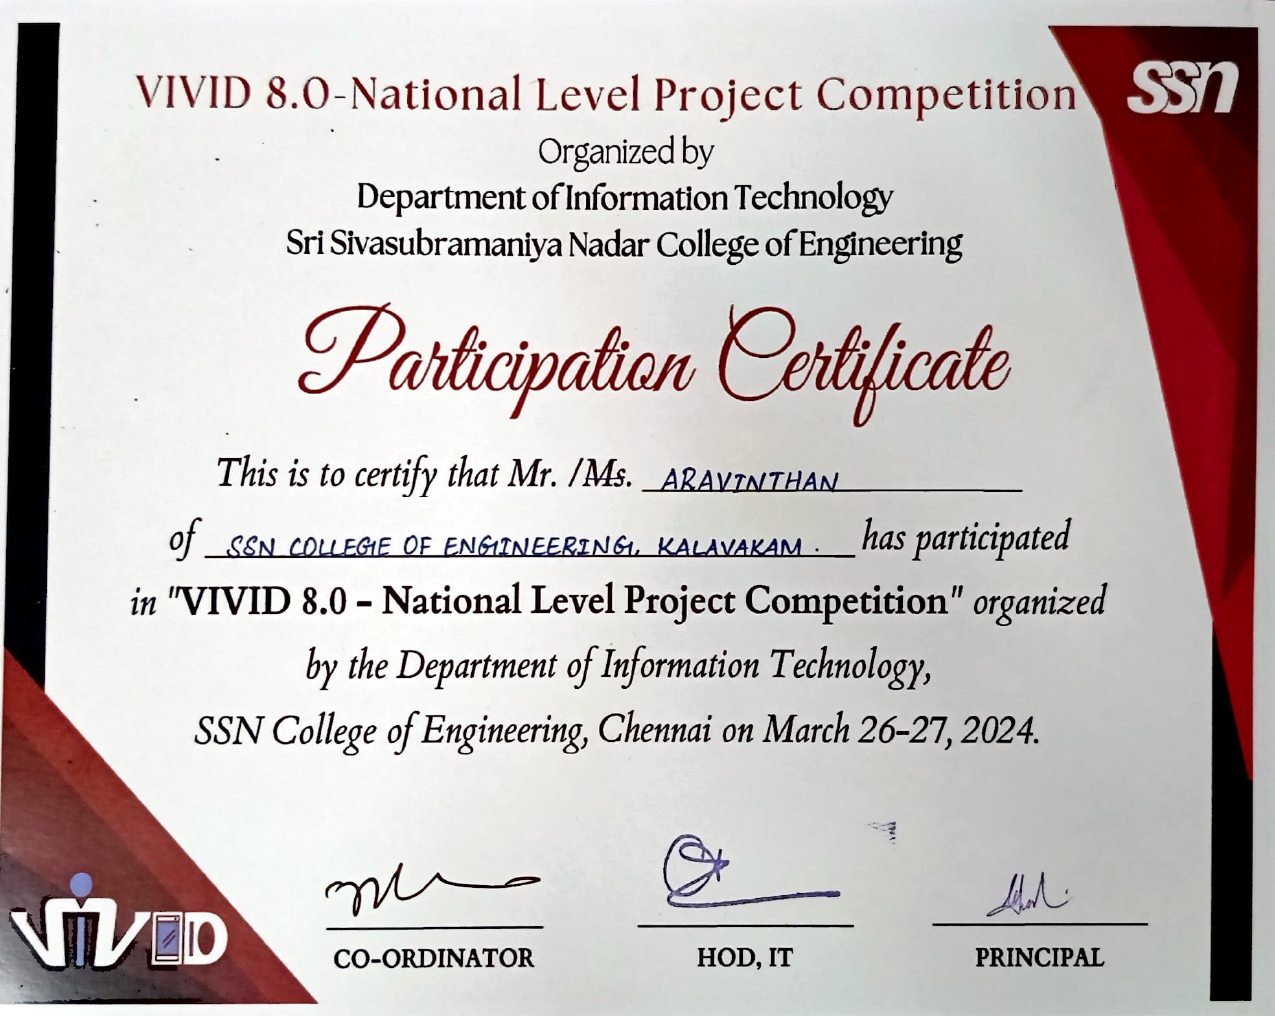 VIVID 8.0-National Level Project Competition
SSN
Organized by
Department of Information Technology
Sri Sivasubramaniya Nadar College of Engineering
Participation Certificate
This is to certify that Mr. /Ms. ARAVINTHAN
of SSN COLLEGE OF ENGINEERING, KALAVAKAM. has participated
in "VIVID 8.0 – National Level Project Competition" organized
by the Department of Information Technology,
SSN College of Engineering, Chennai on March 26-27, 2024.
VIVID
CO-ORDINATOR HOD, IT PRINCIPAL